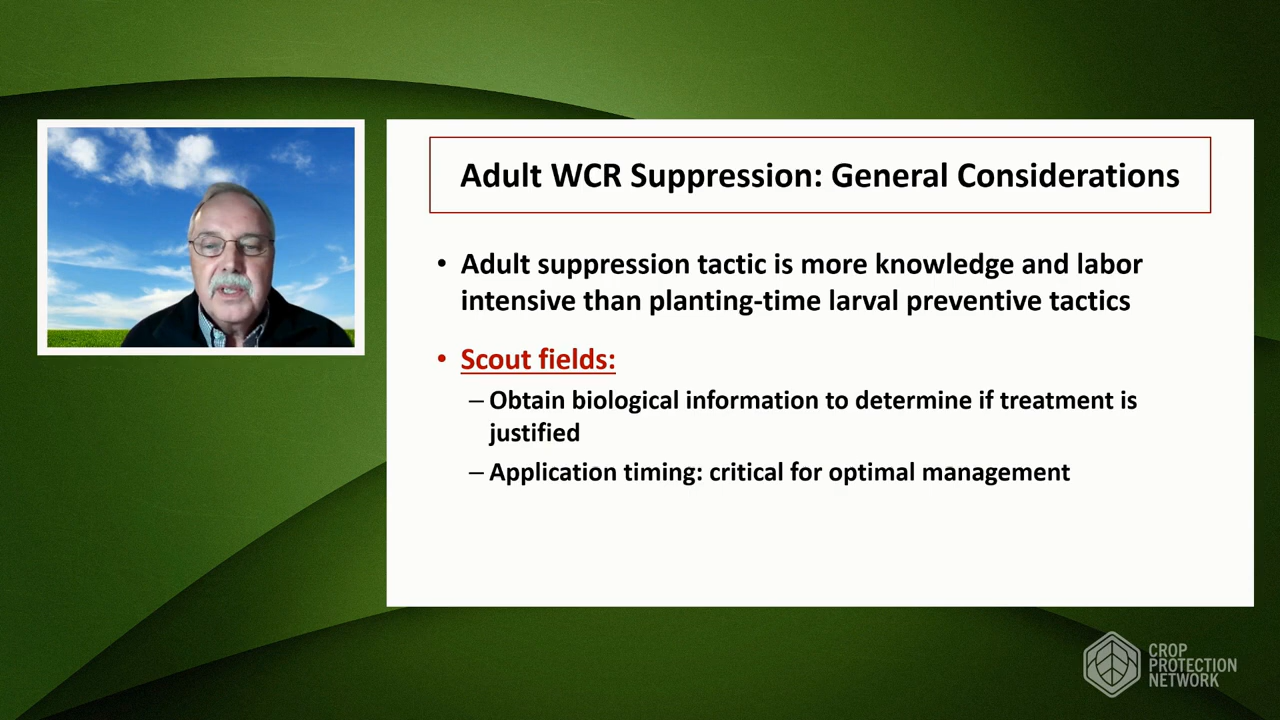 Adult WCR Suppression: General Considerations
• Adult suppression tactic is more knowledge and labor
intensive than planting-time larval preventive tactics
• Scout fields:
– Obtain biological information to determine if treatment is
justified
– Application timing: critical for optimal management
CROP
PROTECTION
NETWORK